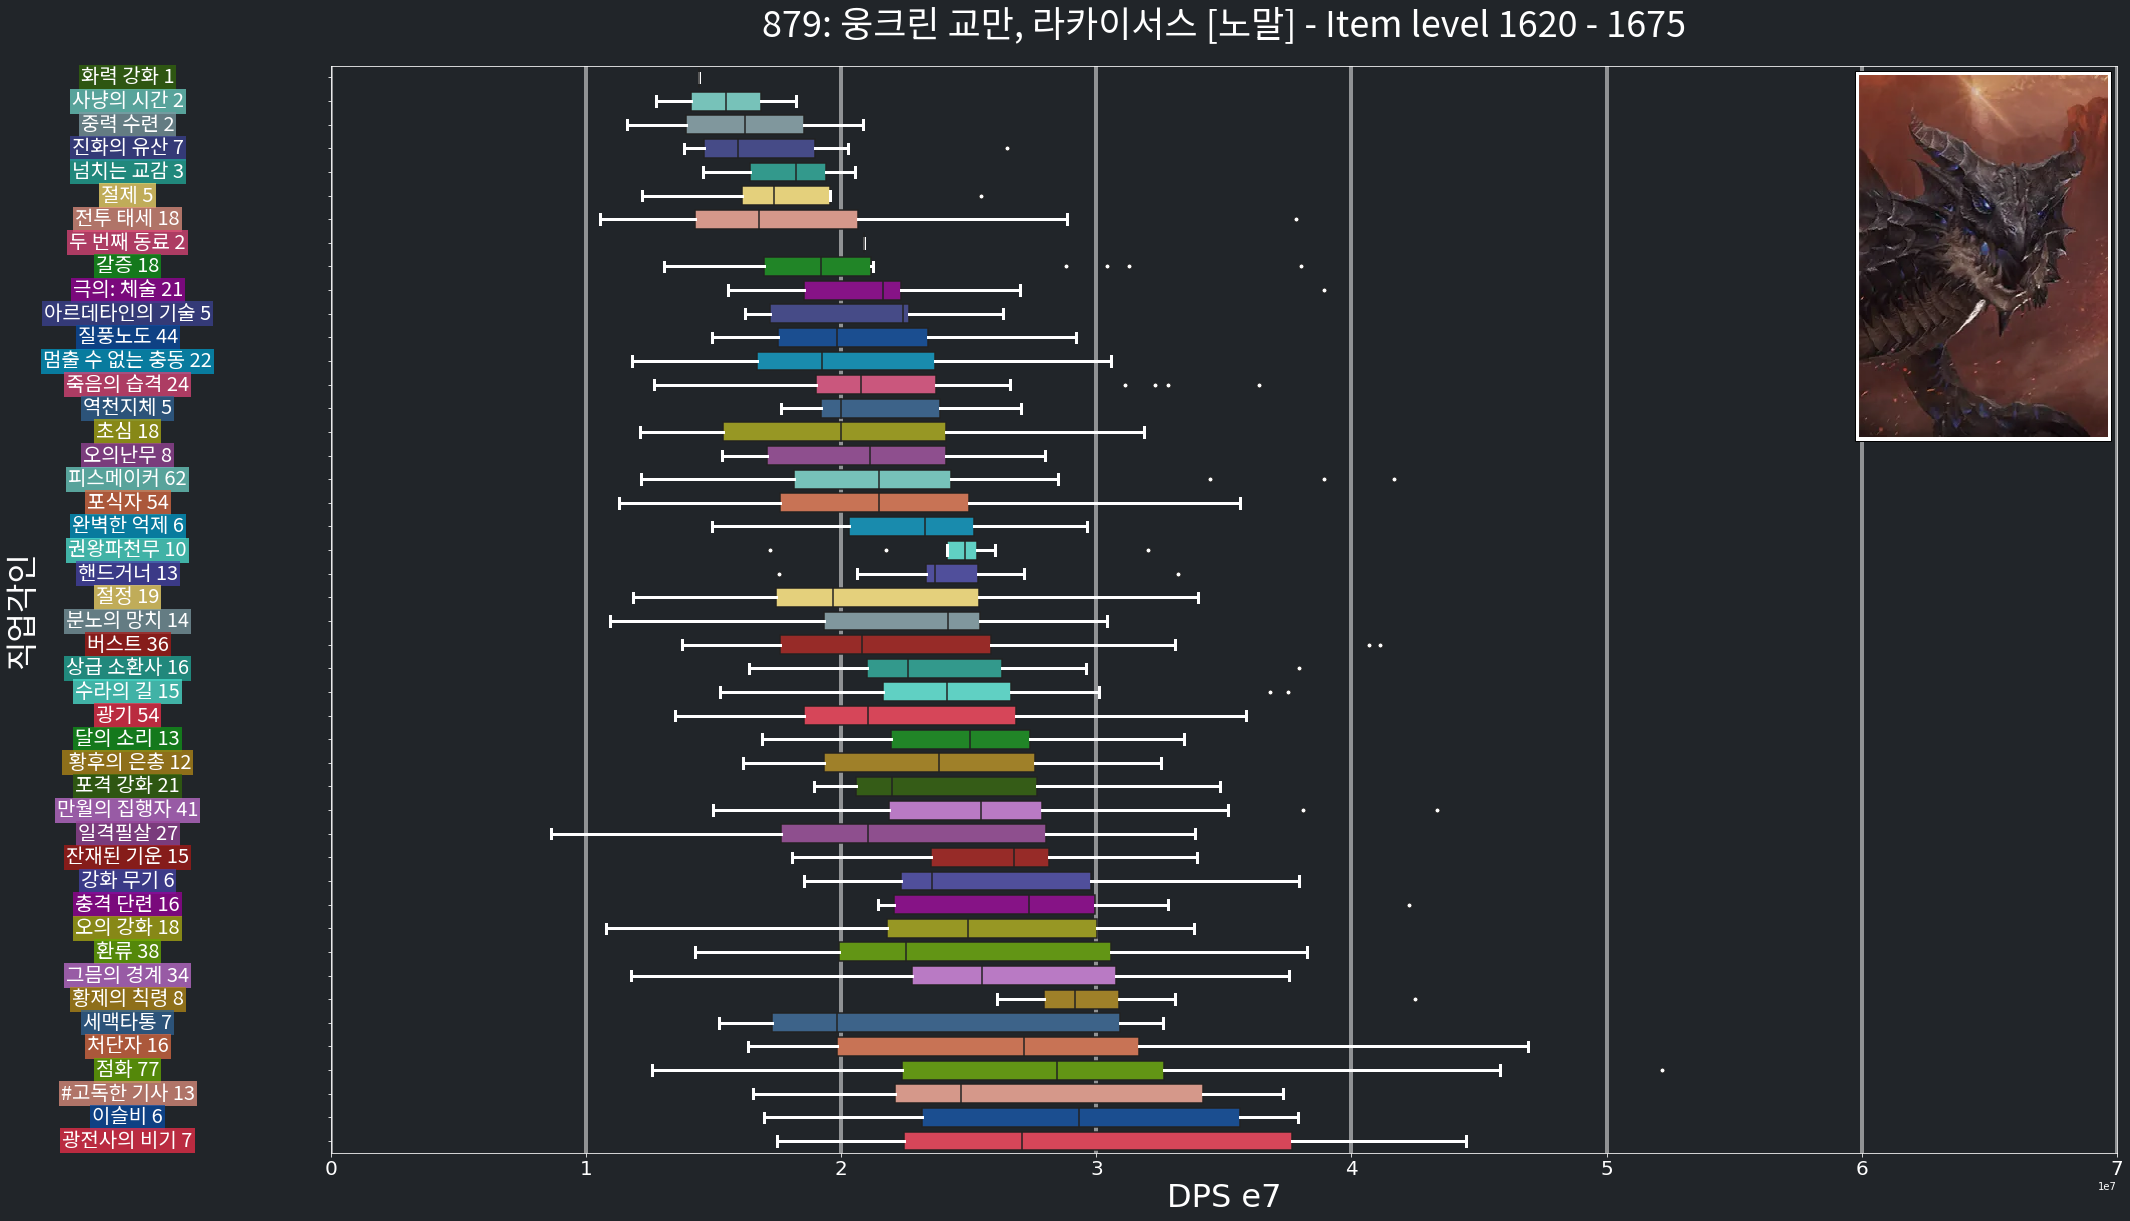 879: 웅크린 교만, 라카이서스 [노말] - Item level 1620 - 1675
화력 강화 1
사냥의 시간 2
중력 수련 2
진화의 유산 7
넘치는 교감 3
절제 5
전투 태세 18
두 번째 동료 2
갈증 18
극의: 체술 21
아르데타인의 기술 5
질풍노도 44
멈출 수 없는 충동 22
죽음의 습격 24
역천지체 5
초심 18
오의난무 8
피스메이커 62
포식자 54
완벽한 억제 6
권왕파천무 10
핸드거너 13
절정 19
분노의 망치 14
버스트 36
상급 소환사 16
수라의 길 15
광기 54
달의 소리 13
황후의 은총 12
포격 강화 21
만월의 집행자 41
일격필살 27
잔재된 기운 15
강화 무기 6
충격 단련 16
오의 강화 18
환류 38
그믐의 경계 34
황제의 칙령 8
세맥타통 7
처단자 16
점화 77
#고독한 기사 13
이슬비 6
광전사의 비기 7
직업각인
0 1 2 3 4 5 6 7
1e7
DPS e7